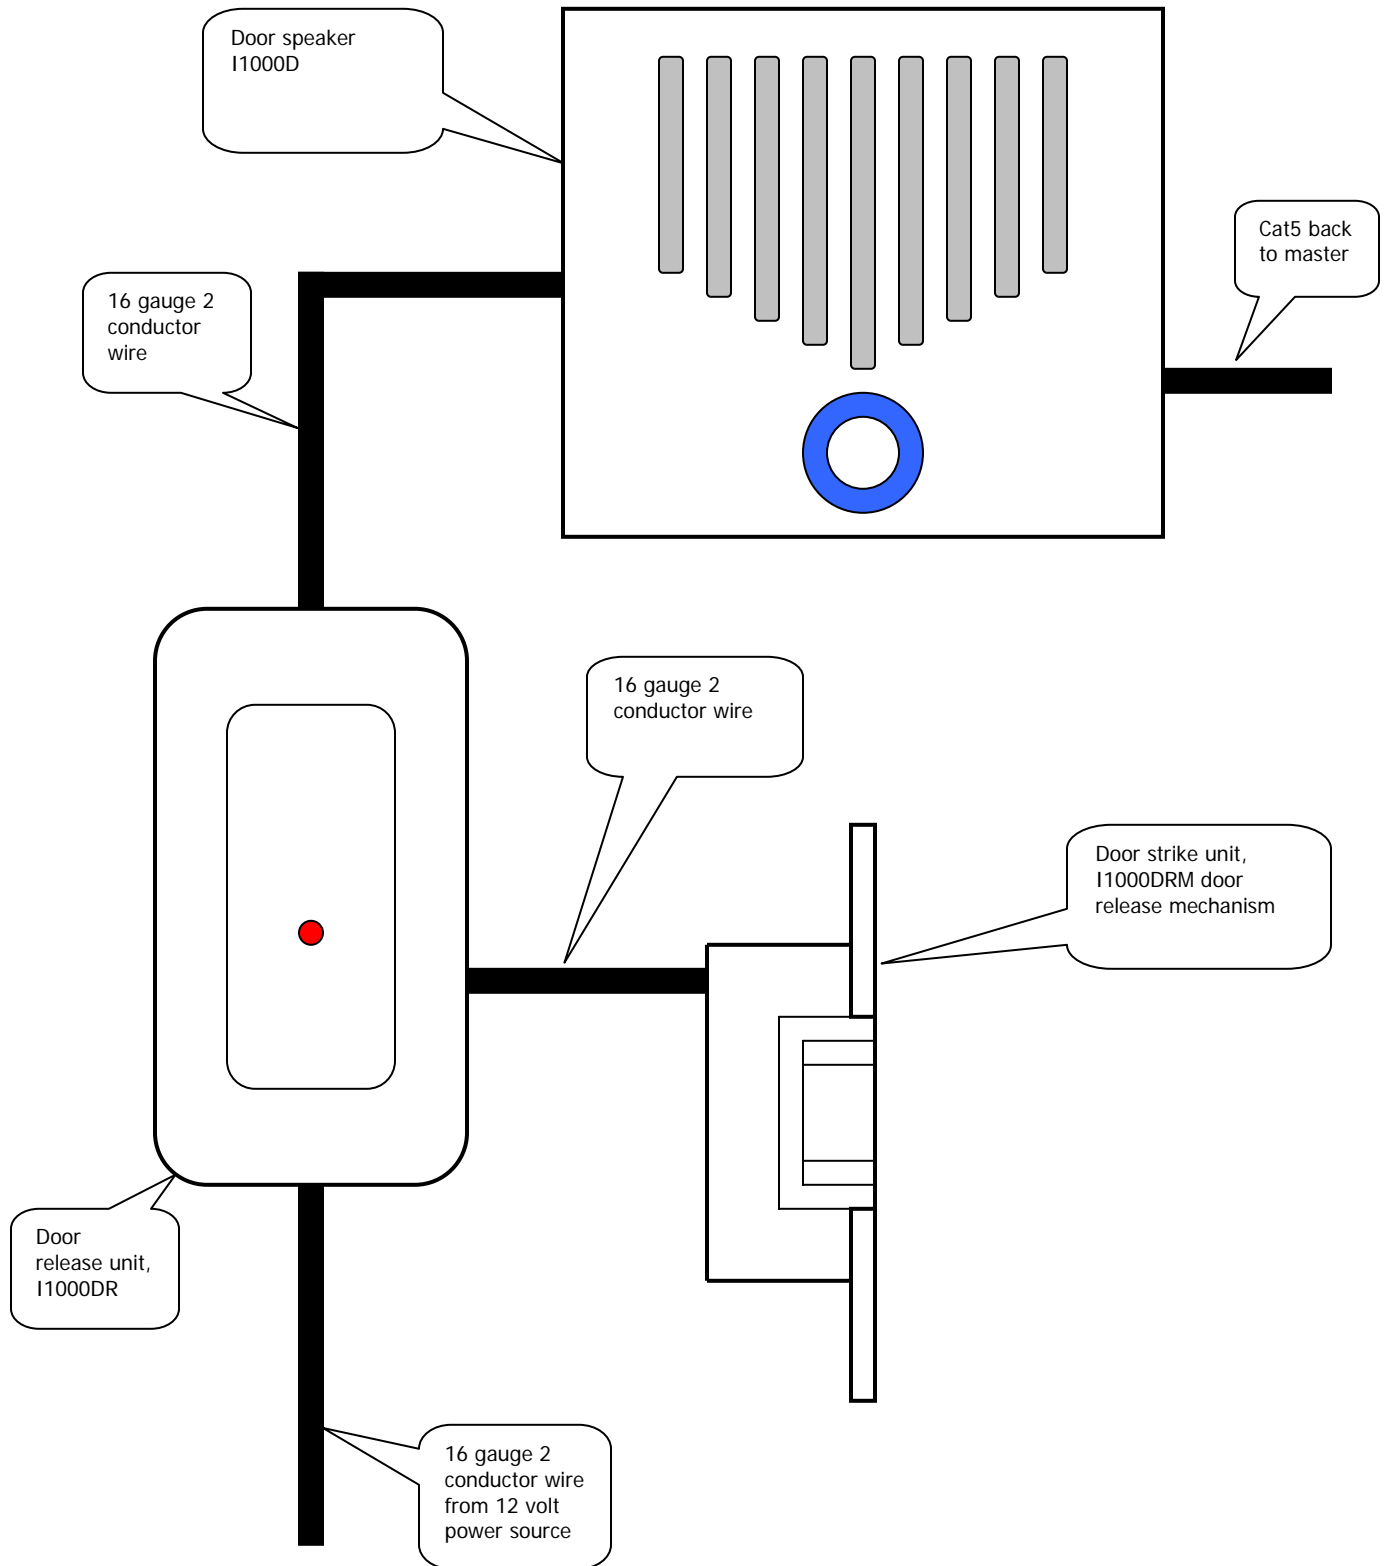 Door speaker
I1000D
Cat5 back
to master
16 gauge 2
conductor
wire
16 gauge 2
conductor wire
Door strike unit,
I1000DRM door
release mechanism
Door
release unit,
I1000DR
16 gauge 2
conductor wire
from 12 volt
power source